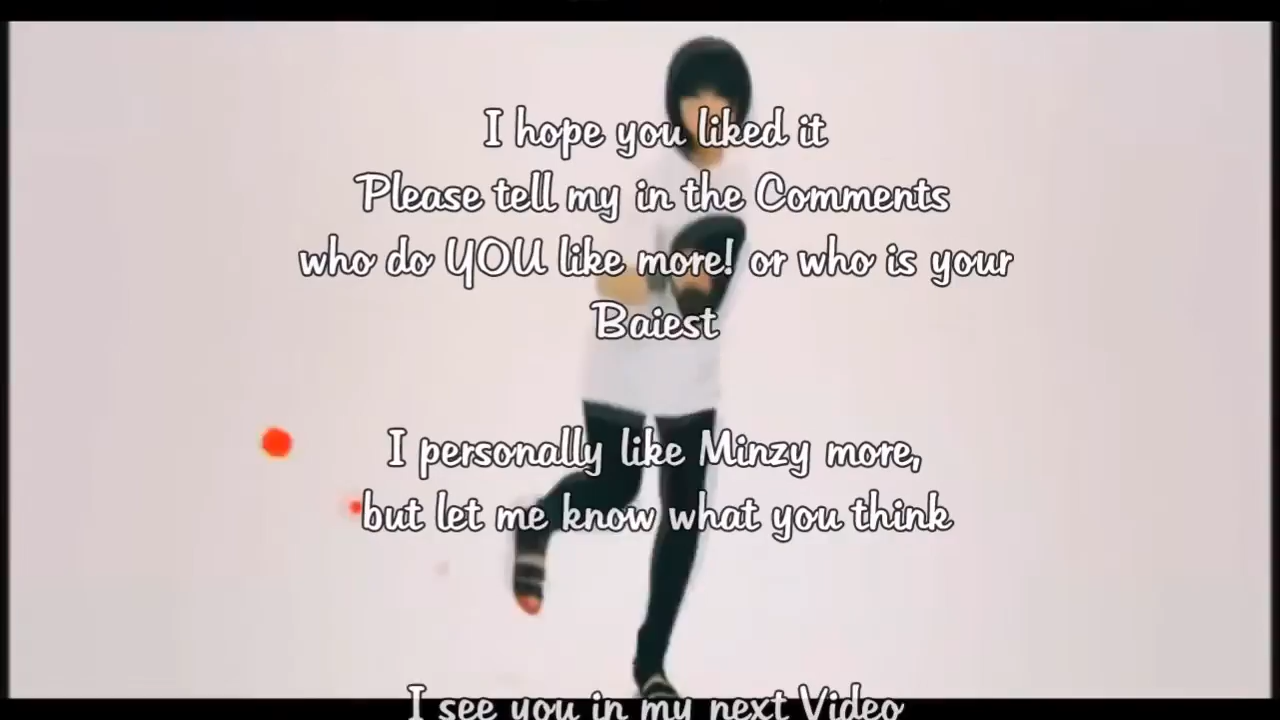 I hope you liked it
Please tell my in the Comments
who do YOU like more! or who is your
Baiest
I personally like Minzy more,
but let me know what you think
I see you in my next Video